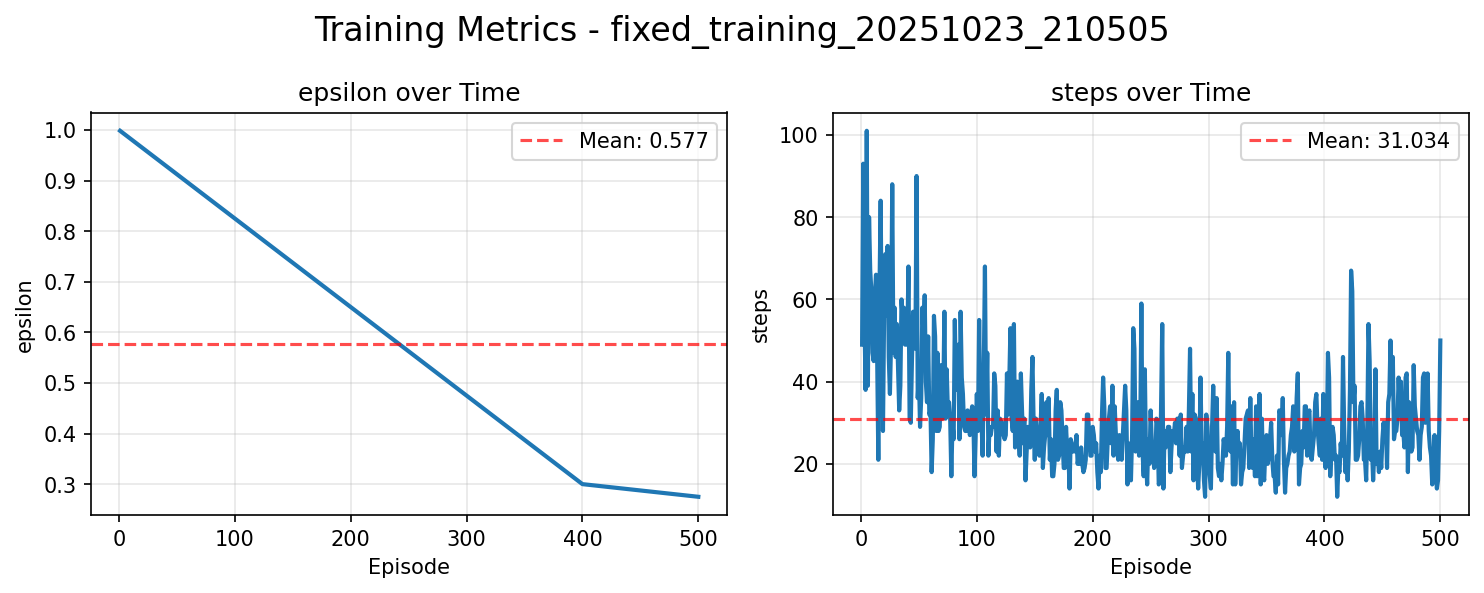 Training Metrics - fixed_training_20251023_210505
epsilon over Time
Mean: 0.577
1.0
0.9
0.8
0.7
0.6
0.5
0.4
0.3
epsilon
0
100
200
300
400
500
Episode
steps over Time
Mean: 31.034
100
80
60
40
20
steps
0
100
200
300
400
500
Episode